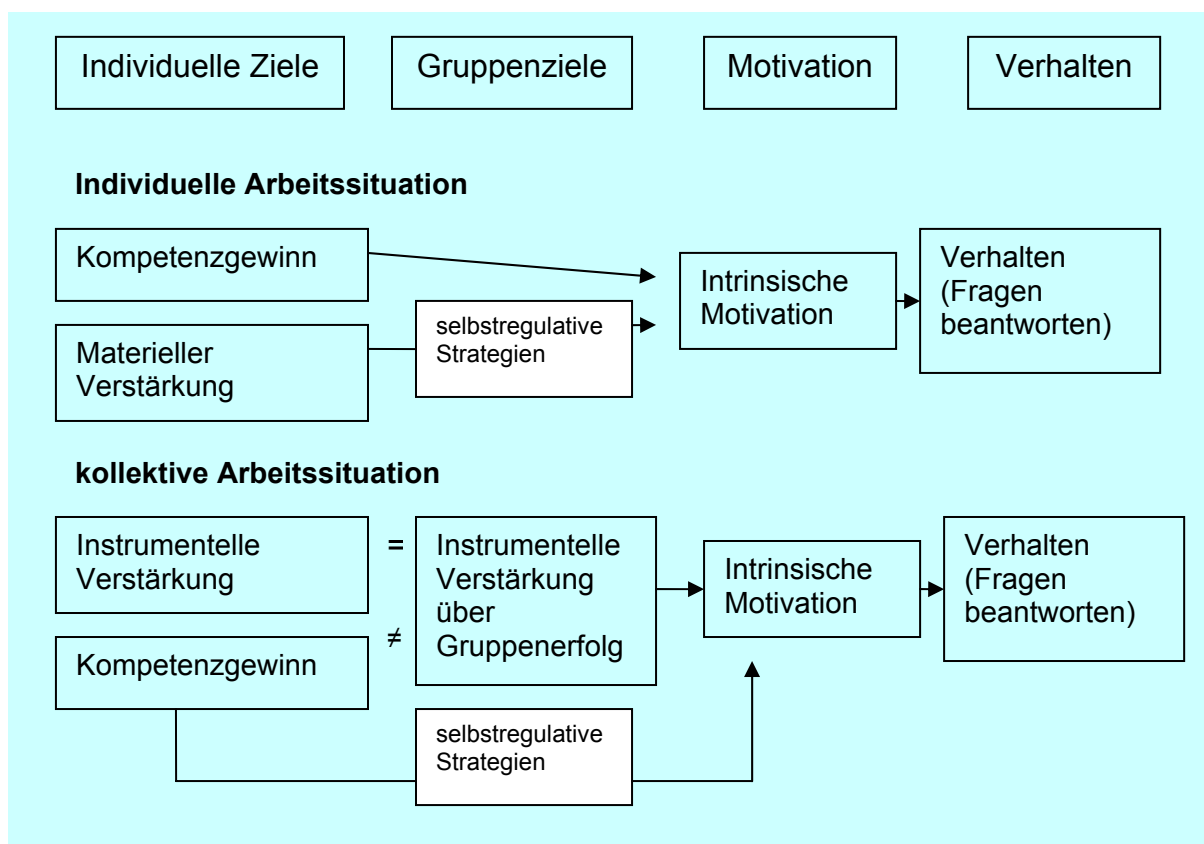 Individuelle Ziele
Gruppenziele
Motivation
Verhalten
Individuelle Arbeitssituation
Kompetenzgewinn
Materieller
Verstärkung
selbstregulative
Strategien
Intrinsische
Motivation
Verhalten
(Fragen
beantworten)
kollektive Arbeitssituation
Instrumentelle
Verstärkung
=
≠
Kompetenzgewinn
Instrumentelle
Verstärkung
über
Gruppenerfolg
selbstregulative
Strategien
Intrinsische
Motivation
Verhalten
(Fragen
beantworten)